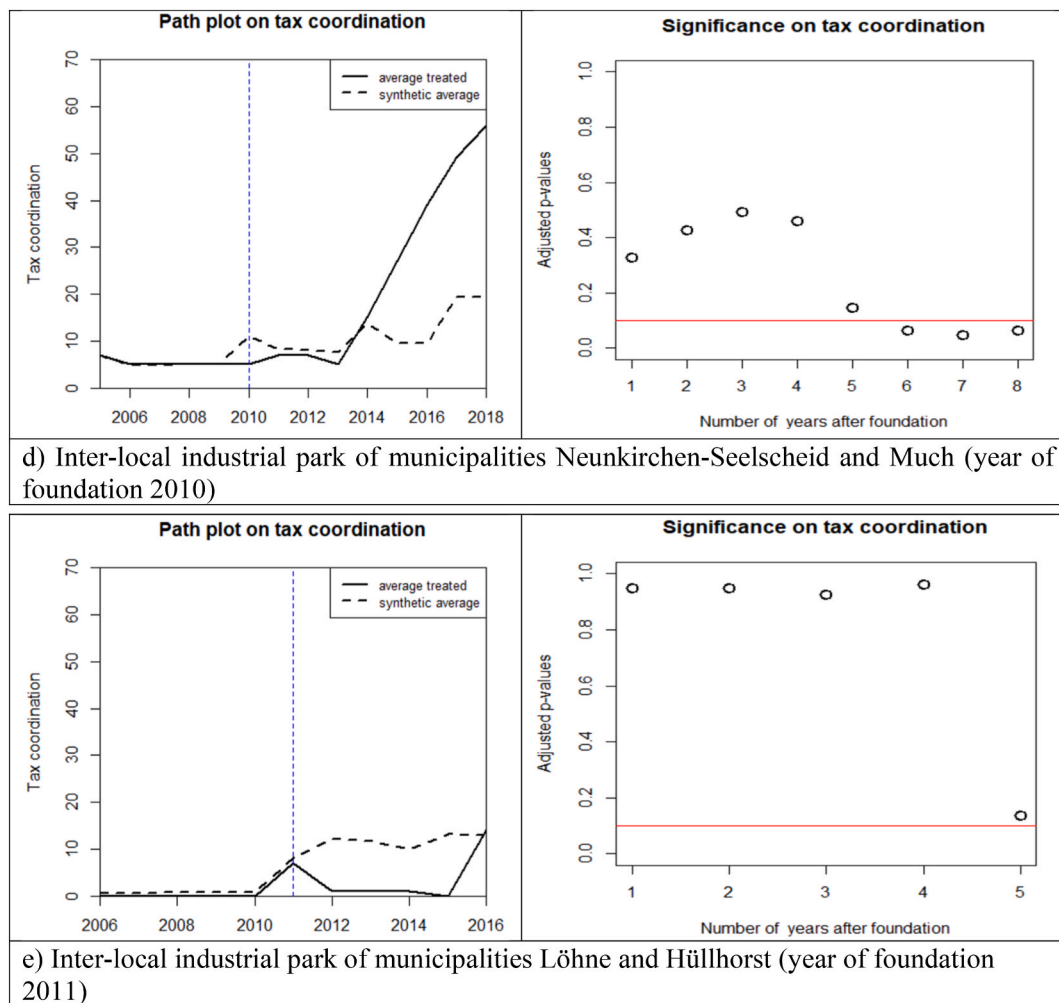 Path plot on tax coordination
Tax coordination
70
60
50
40
30
20
10
0
average treated
synthetic average
2006 2008 2010 2012 2014 2016 2018
Significance on tax coordination
Adjusted p-values
1.0
0.8
0.6
0.4
0.2
0.0
1 2 3 4 5 6 7 8
Number of years after foundation
d) Inter-local industrial park of municipalities Neunkirchen-Seelscheid and Much (year of
foundation 2010)
Path plot on tax coordination
Tax coordination
70
60
50
40
30
20
10
0
average treated
synthetic average
2006 2008 2010 2012 2014 2016
Significance on tax coordination
Adjusted p-values
1.0
0.8
0.6
0.4
0.2
0.0
1 2 3 4 5
Number of years after foundation
e) Inter-local industrial park of municipalities Löhne and Hüllhorst (year of foundation
2011)